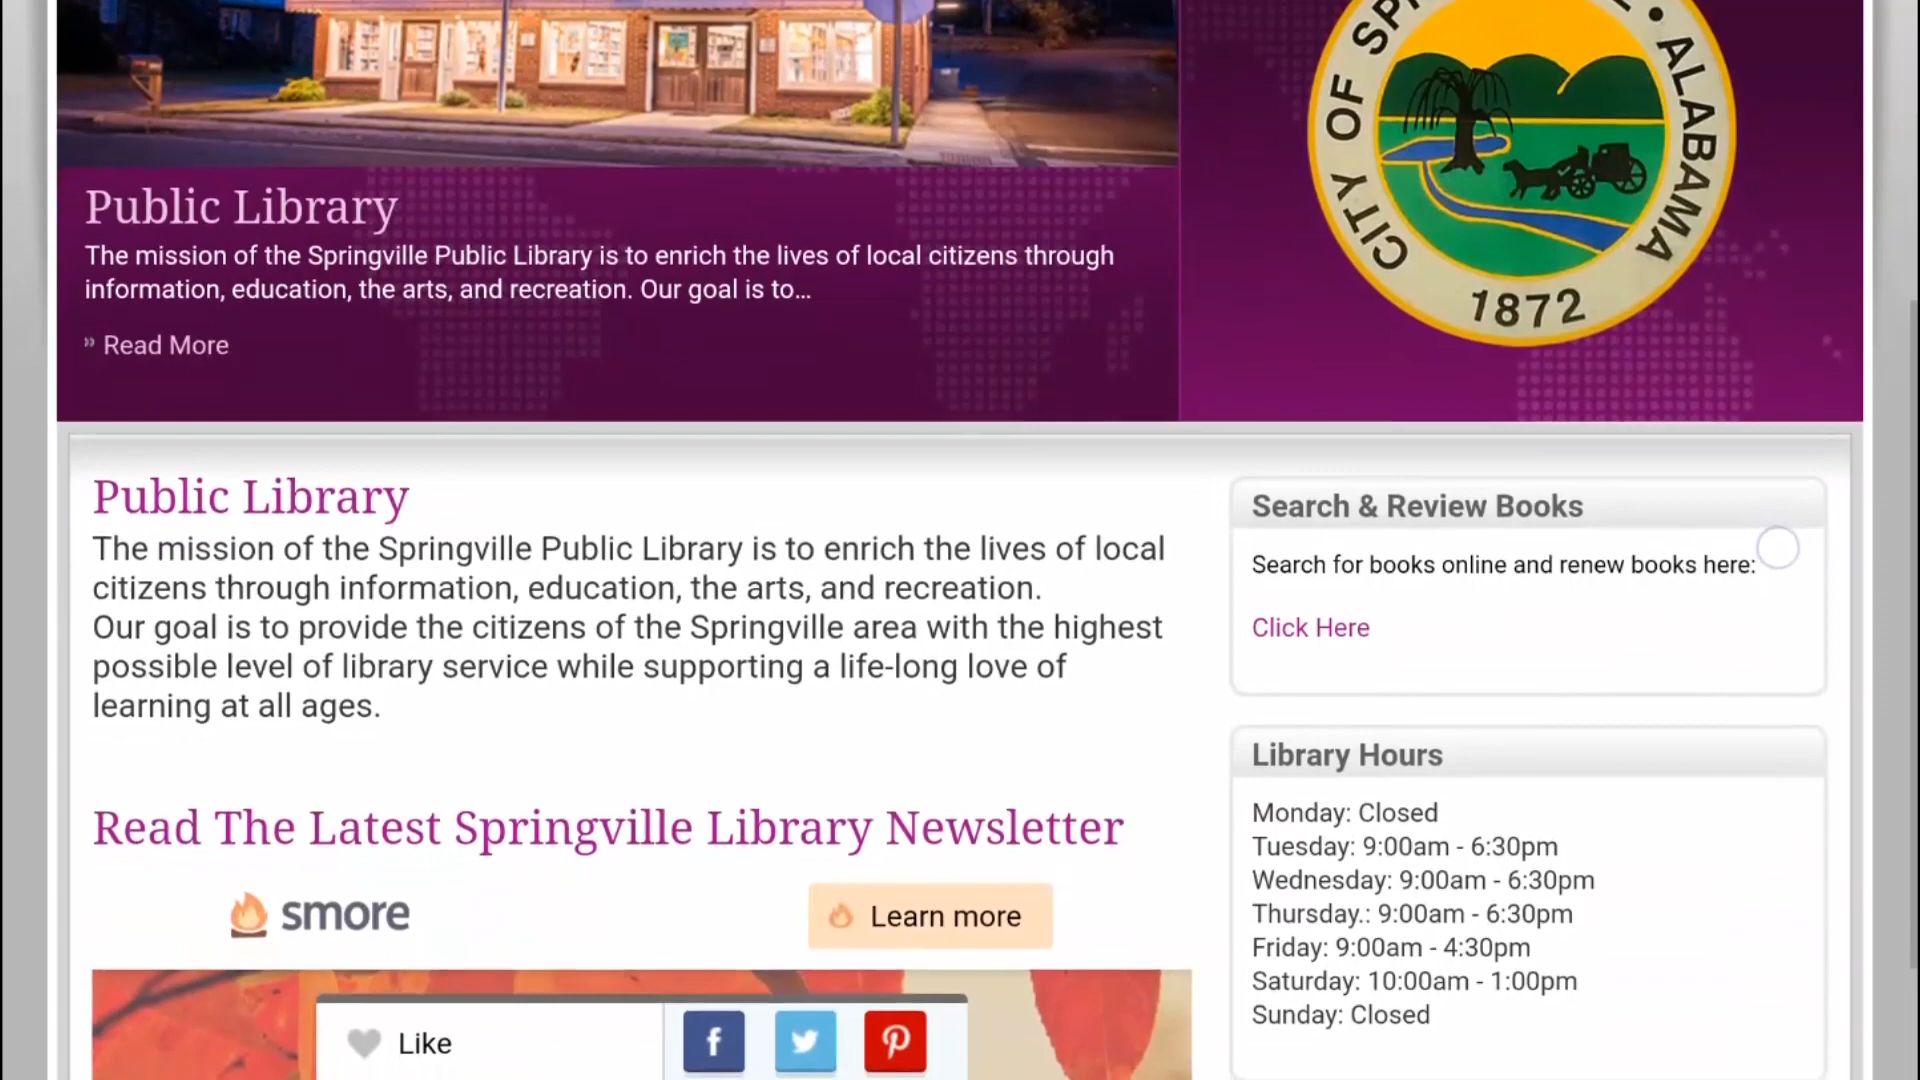 CITY OF SPR
ALABAMA
1872
Public Library
The mission of the Springville Public Library is to enrich the lives of local citizens through
information, education, the arts, and recreation. Our goal is to...
» Read More
Public Library
The mission of the Springville Public Library is to enrich the lives of local
citizens through information, education, the arts, and recreation.
Our goal is to provide the citizens of the Springville area with the highest
possible level of library service while supporting a life-long love of
learning at all ages.
Read The Latest Springville Library Newsletter
smore
Learn more
Like
Search & Review Books
Search for books online and renew books here:
Click Here
Library Hours
Monday: Closed
Tuesday: 9:00am - 6:30pm
Wednesday: 9:00am - 6:30pm
Thursday.: 9:00am - 6:30pm
Friday: 9:00am - 4:30pm
Saturday: 10:00am - 1:00pm
Sunday: Closed